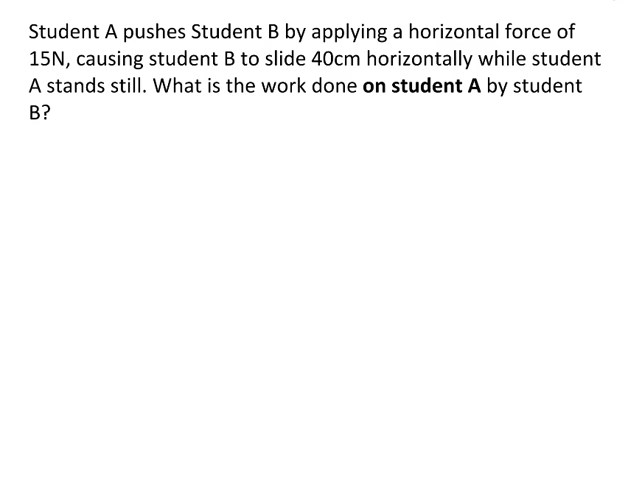 Student A pushes Student B by applying a horizontal force of
15N, causing student B to slide 40cm horizontally while student
A stands still. What is the work done on student A by student
B?